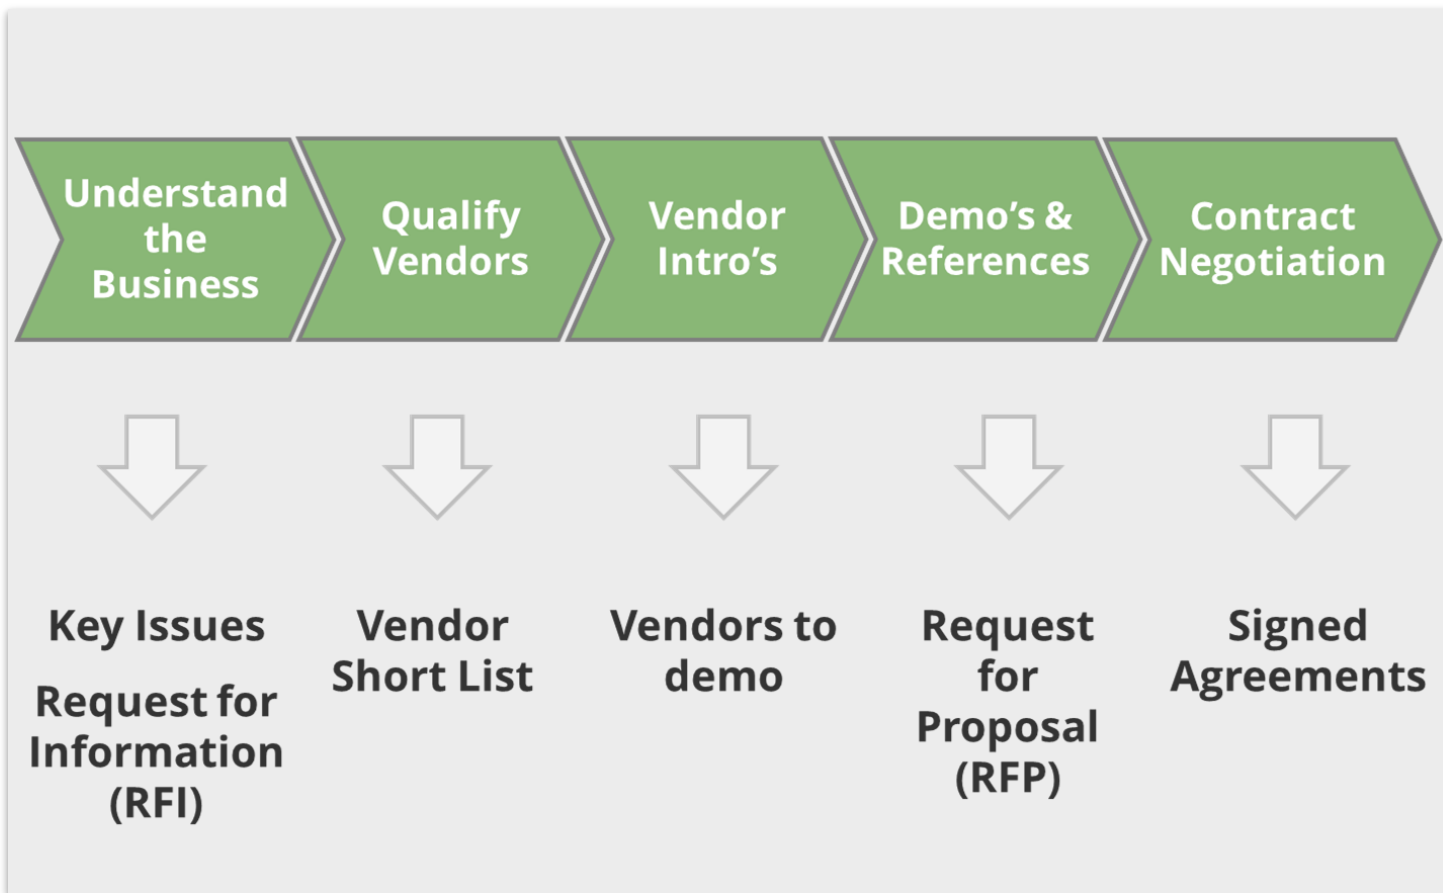 Understand
the
Business
Qualify
Vendors
Vendor
Intro’s
Demo’s &
References
Contract
Negotiation
Key Issues
Request for
Information
(RFI)
Vendor
Short List
Vendors to
demo
Request
for
Proposal
(RFP)
Signed
Agreements